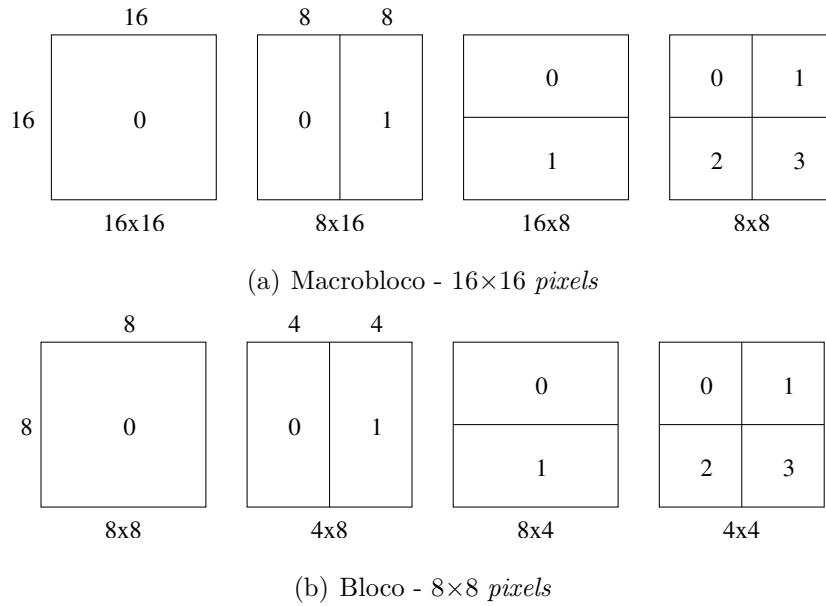 16 8 8
16 0 0 1 0 1 0 1 2 3
16x16 8x16 16x8 8x8
(a) Macrobloco - 16×16 pixels
8 4 4
8 0 0 1 0 1 0 1 2 3
8x8 4x8 8x4 4x4
(b) Bloco - 8×8 pixels